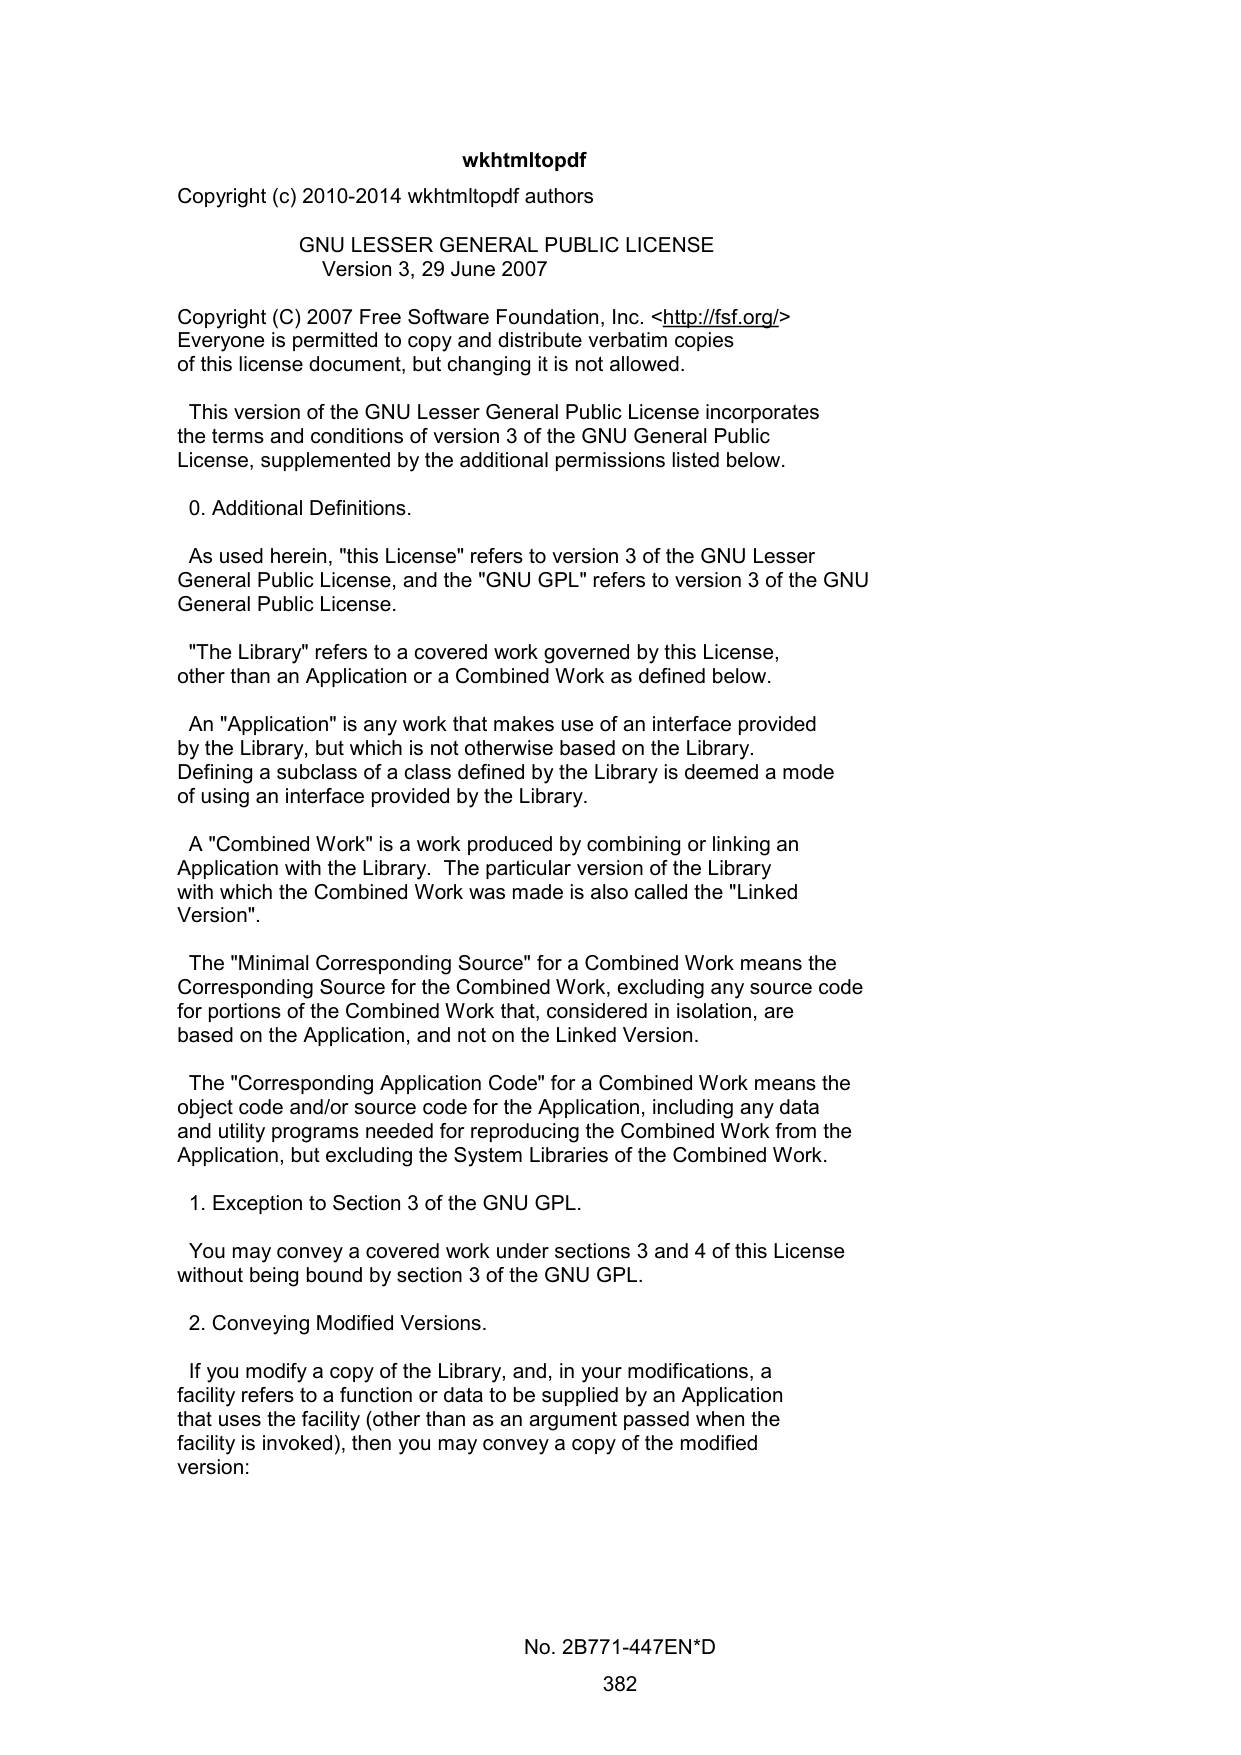 wkhtmltopdf
Copyright (c) 2010-2014 wkhtmltopdf authors
GNU LESSER GENERAL PUBLIC LICENSE
Version 3, 29 June 2007
Copyright (C) 2007 Free Software Foundation, Inc. <http://fsf.org/>
Everyone is permitted to copy and distribute verbatim copies
of this license document, but changing it is not allowed.
This version of the GNU Lesser General Public License incorporates
the terms and conditions of version 3 of the GNU General Public
License, supplemented by the additional permissions listed below.
0. Additional Definitions.
As used herein, "this License" refers to version 3 of the GNU Lesser
General Public License, and the "GNU GPL" refers to version 3 of the GNU
General Public License.
"The Library" refers to a covered work governed by this License,
other than an Application or a Combined Work as defined below.
An "Application" is any work that makes use of an interface provided
by the Library, but which is not otherwise based on the Library.
Defining a subclass of a class defined by the Library is deemed a mode
of using an interface provided by the Library.
A "Combined Work" is a work produced by combining or linking an
Application with the Library.  The particular version of the Library
with which the Combined Work was made is also called the "Linked
Version".
The "Minimal Corresponding Source" for a Combined Work means the
Corresponding Source for the Combined Work, excluding any source code
for portions of the Combined Work that, considered in isolation, are
based on the Application, and not on the Linked Version.
The "Corresponding Application Code" for a Combined Work means the
object code and/or source code for the Application, including any data
and utility programs needed for reproducing the Combined Work from the
Application, but excluding the System Libraries of the Combined Work.
1. Exception to Section 3 of the GNU GPL.
You may convey a covered work under sections 3 and 4 of this License
without being bound by section 3 of the GNU GPL.
2. Conveying Modified Versions.
If you modify a copy of the Library, and, in your modifications, a
facility refers to a function or data to be supplied by an Application
that uses the facility (other than as an argument passed when the
facility is invoked), then you may convey a copy of the modified
version:
No. 2B771-447EN*D
382